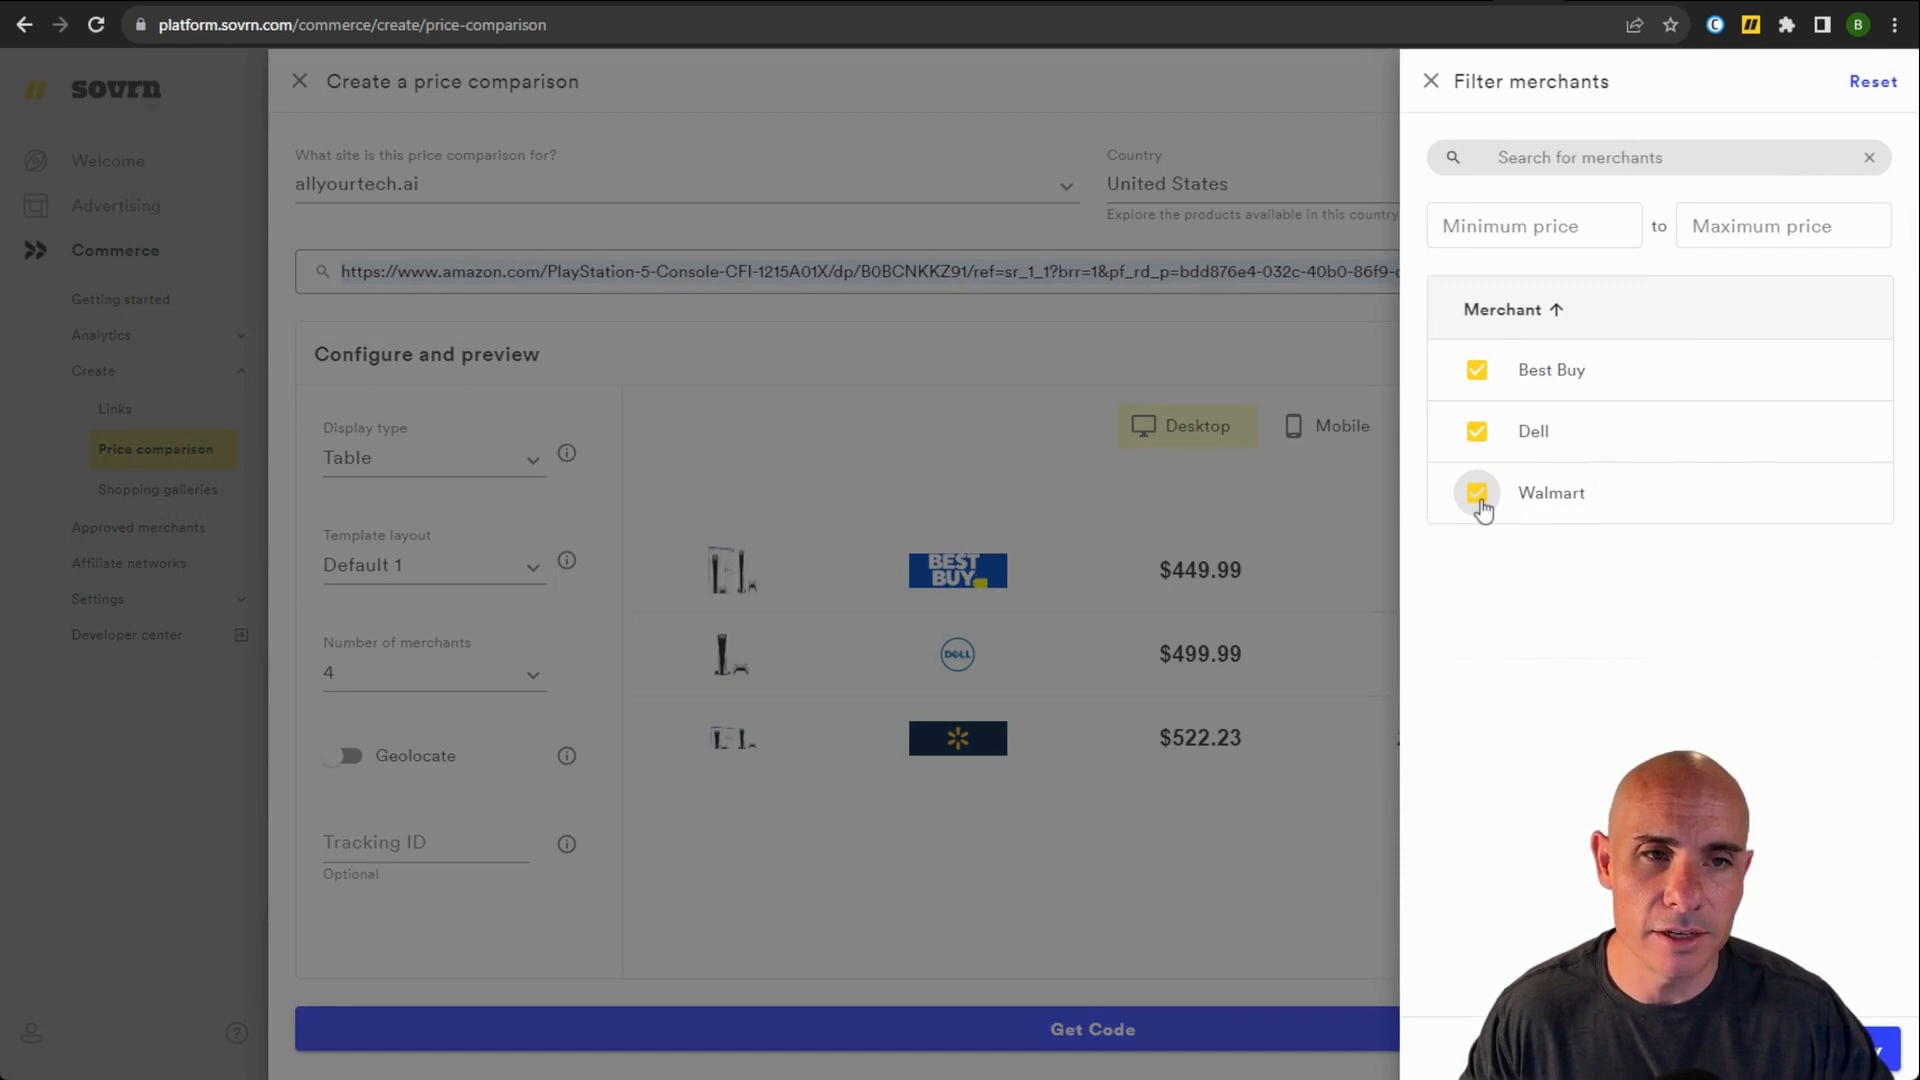 platform.sovrn.com/commerce/create/price-comparison
B
sovrn
Welcome
Advertising
Commerce
Getting started
Analytics
Create
Links
Price comparison
Shopping galleries
Approved merchants
Affiliate networks
Settings
Developer center
Create a price comparison
What site is this price comparison for?
allyourtech.ai
Country
United States
Explore the products available in this country
https://www.amazon.com/PlayStation-5-Console-CFI-1215A01X/dp/B0BCNKKZ91/ref=sr_1_1?brr=1&pf_rd_p=bdd876e4-032c-40b0-86f9-
Configure and preview
Desktop
Mobile
Display type
Table
Template layout
Default 1
Number of merchants
4
Geolocate
Tracking ID
Optional
BEST BUY
$449.99
DELL
$499.99
$522.23
Get Code
Filter merchants
Reset
Search for merchants
Minimum price
to
Maximum price
Merchant
Best Buy
Dell
Walmart